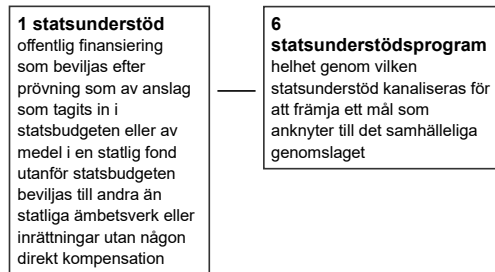 1 statsunderstöd
offentlig finansiering
som beviljas efter
prövning som av anslag
som tagits in i
statsbudgeten eller av
medel i en statlig fond
utanför statsbudgeten
beviljas till andra än
statliga ämbetsverk eller
inrättningar utan någon
direkt kompensation
6
statsunderstödsprogram
helhet genom vilken
statsunderstöd kanaliseras för
att främja ett mål som
anknyter till det samhälleliga
genomslaget